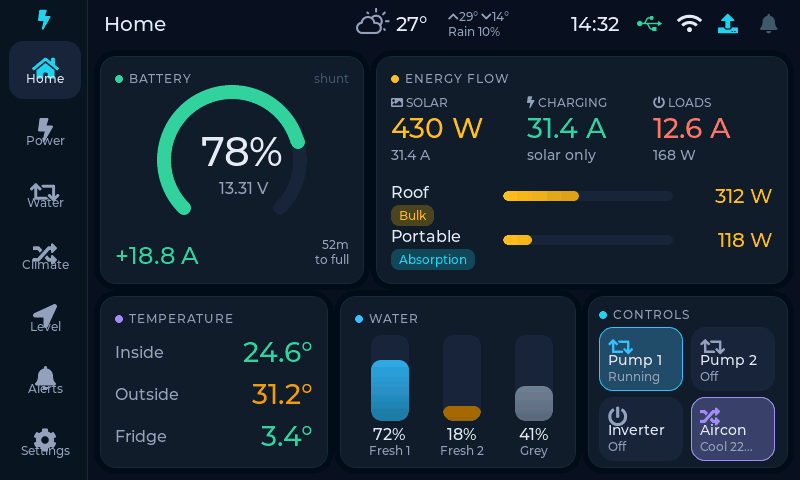 Home
27°
29° 14°
Rain 10%
14:32
Home
Power
Water
Climate
Level
Alerts
Settings
BATTERY
shunt
78%
13.31 V
+18.8 A
52m
to full
ENERGY FLOW
SOLAR
CHARGING
LOADS
430 W
31.4 A
12.6 A
31.4 A
solar only
168 W
Roof
312 W
Bulk
Portable
118 W
Absorption
TEMPERATURE
Inside
24.6°
Outside
31.2°
Fridge
3.4°
WATER
72%
18%
41%
Fresh 1
Fresh 2
Grey
CONTROLS
Pump 1
Running
Pump 2
Off
Inverter
Off
Aircon
Cool 22...